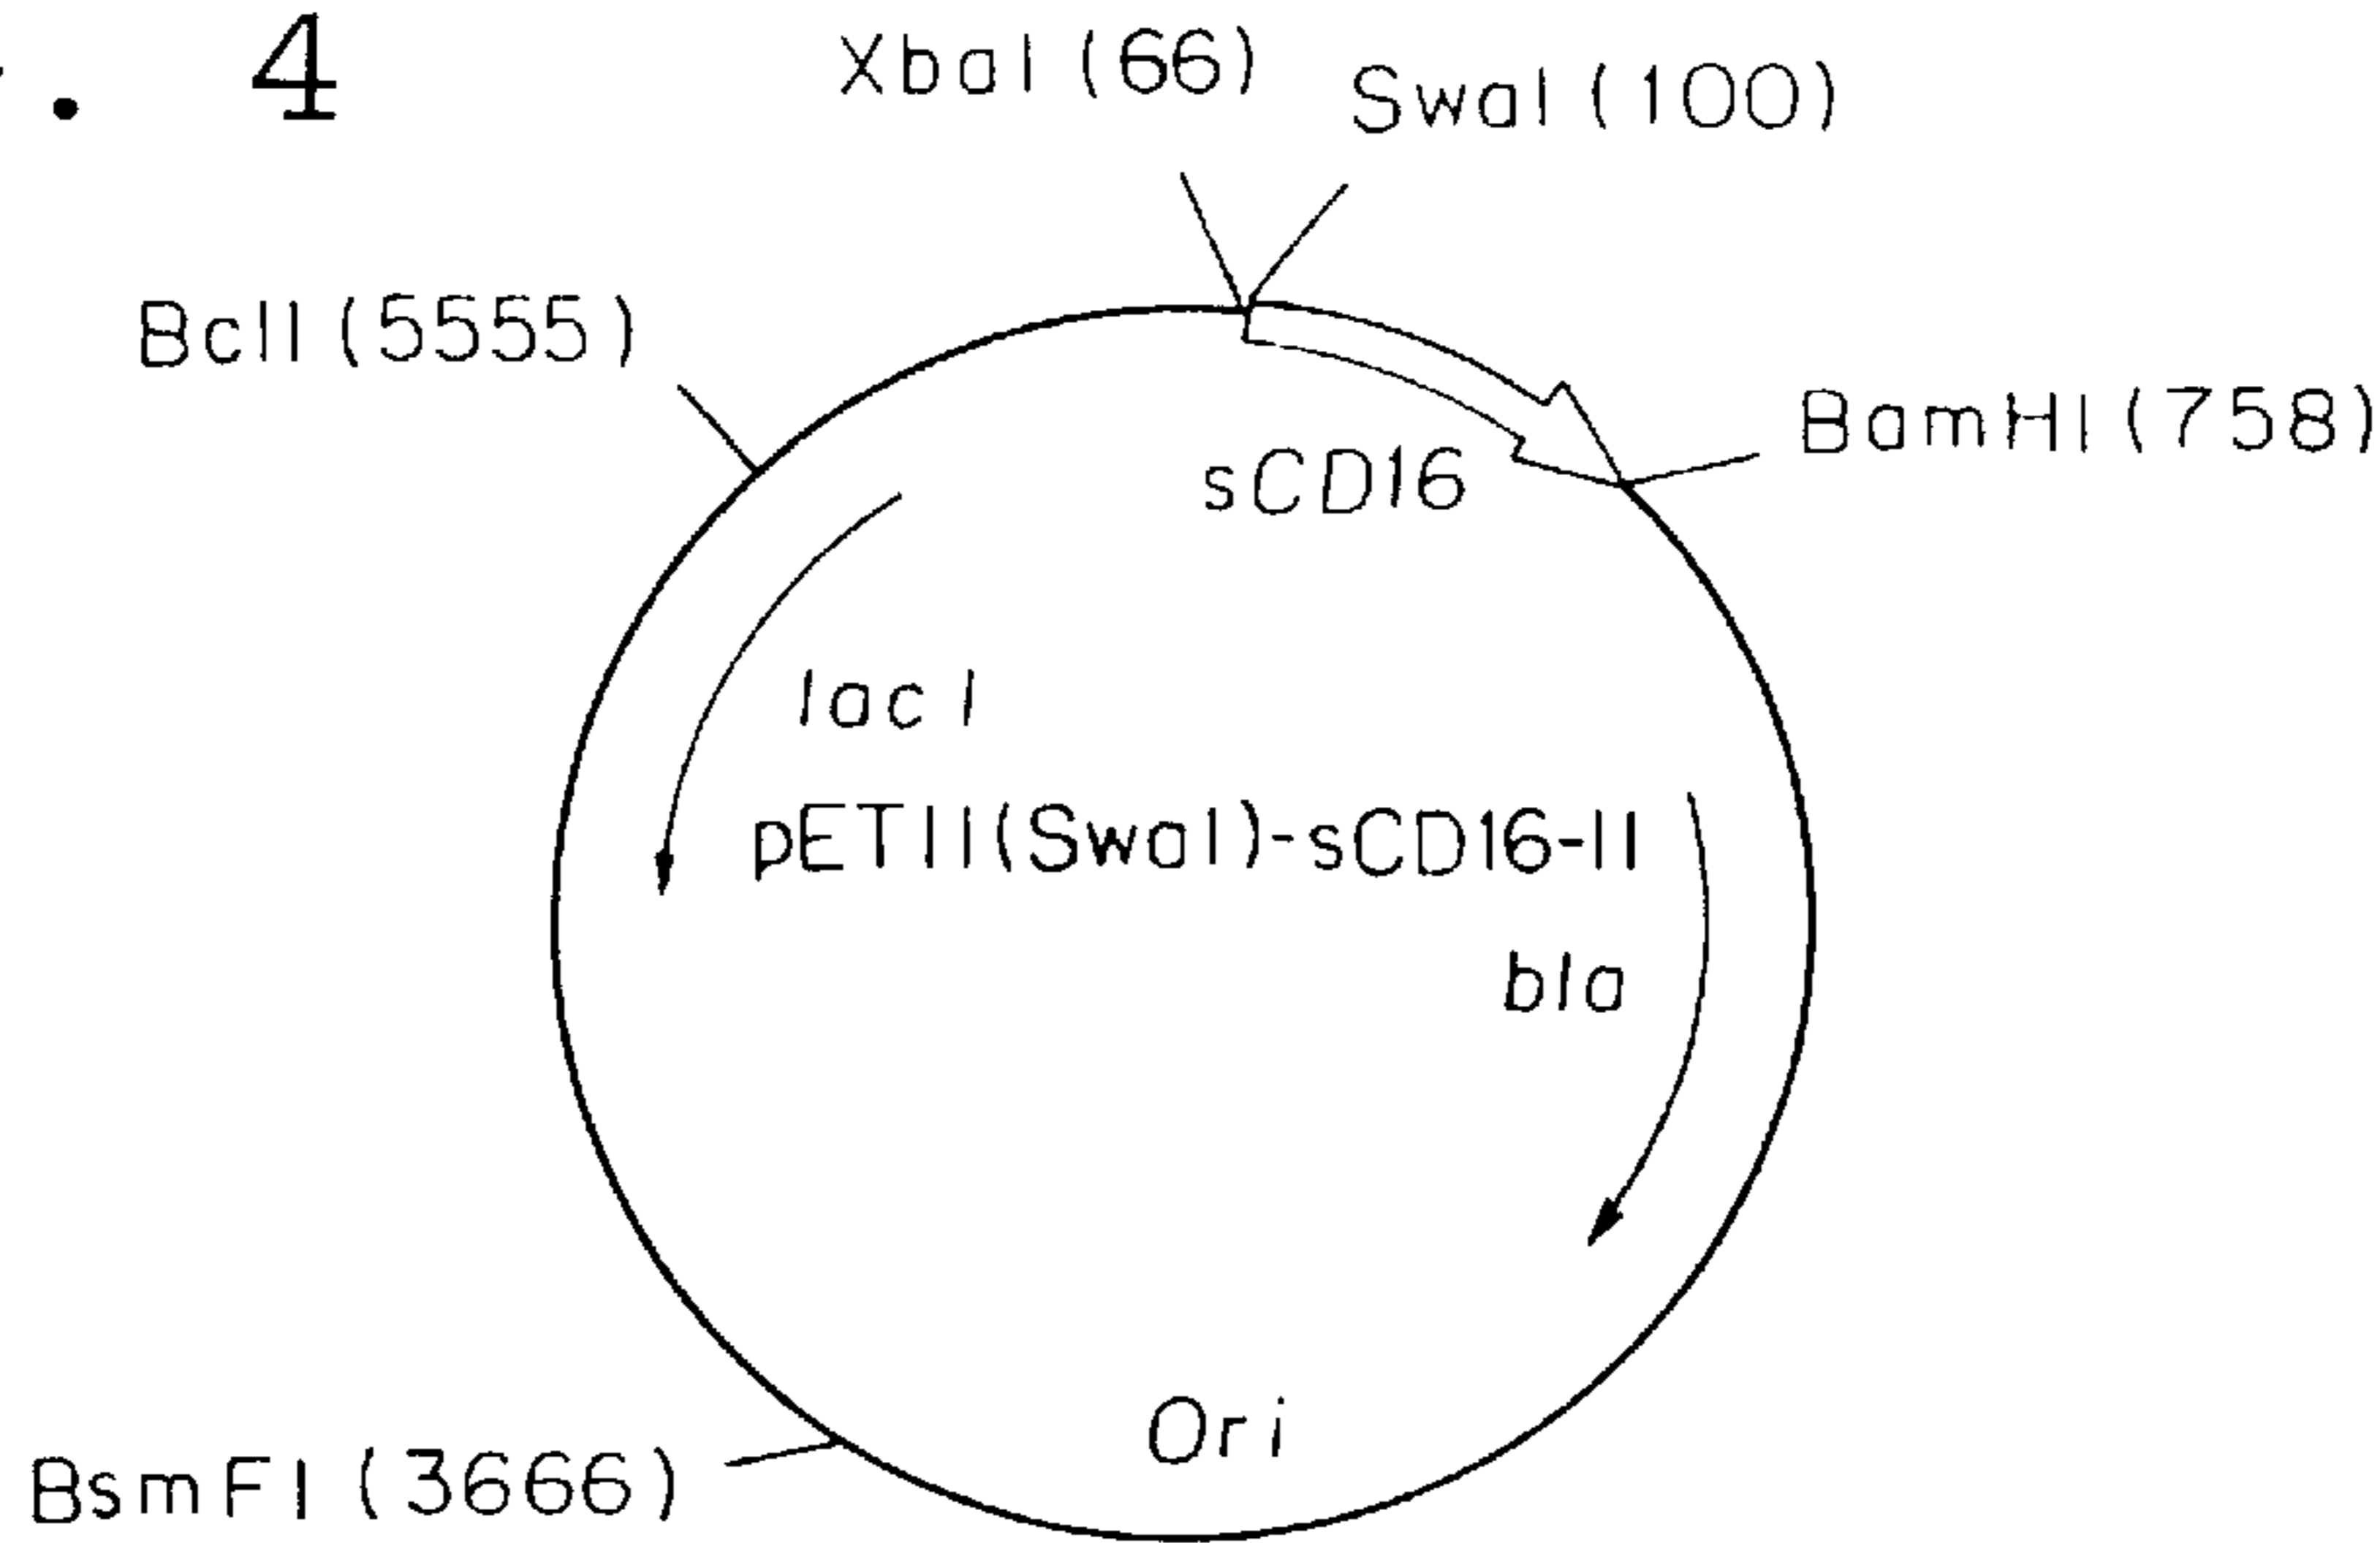 . 4
XbaI (66)
SwaI (100)
BclI (5555)
BamHI (758)
sCD16
lac I
pET11(SwaI)-sCD16-II
bla
Ori
BsmFI (3666)